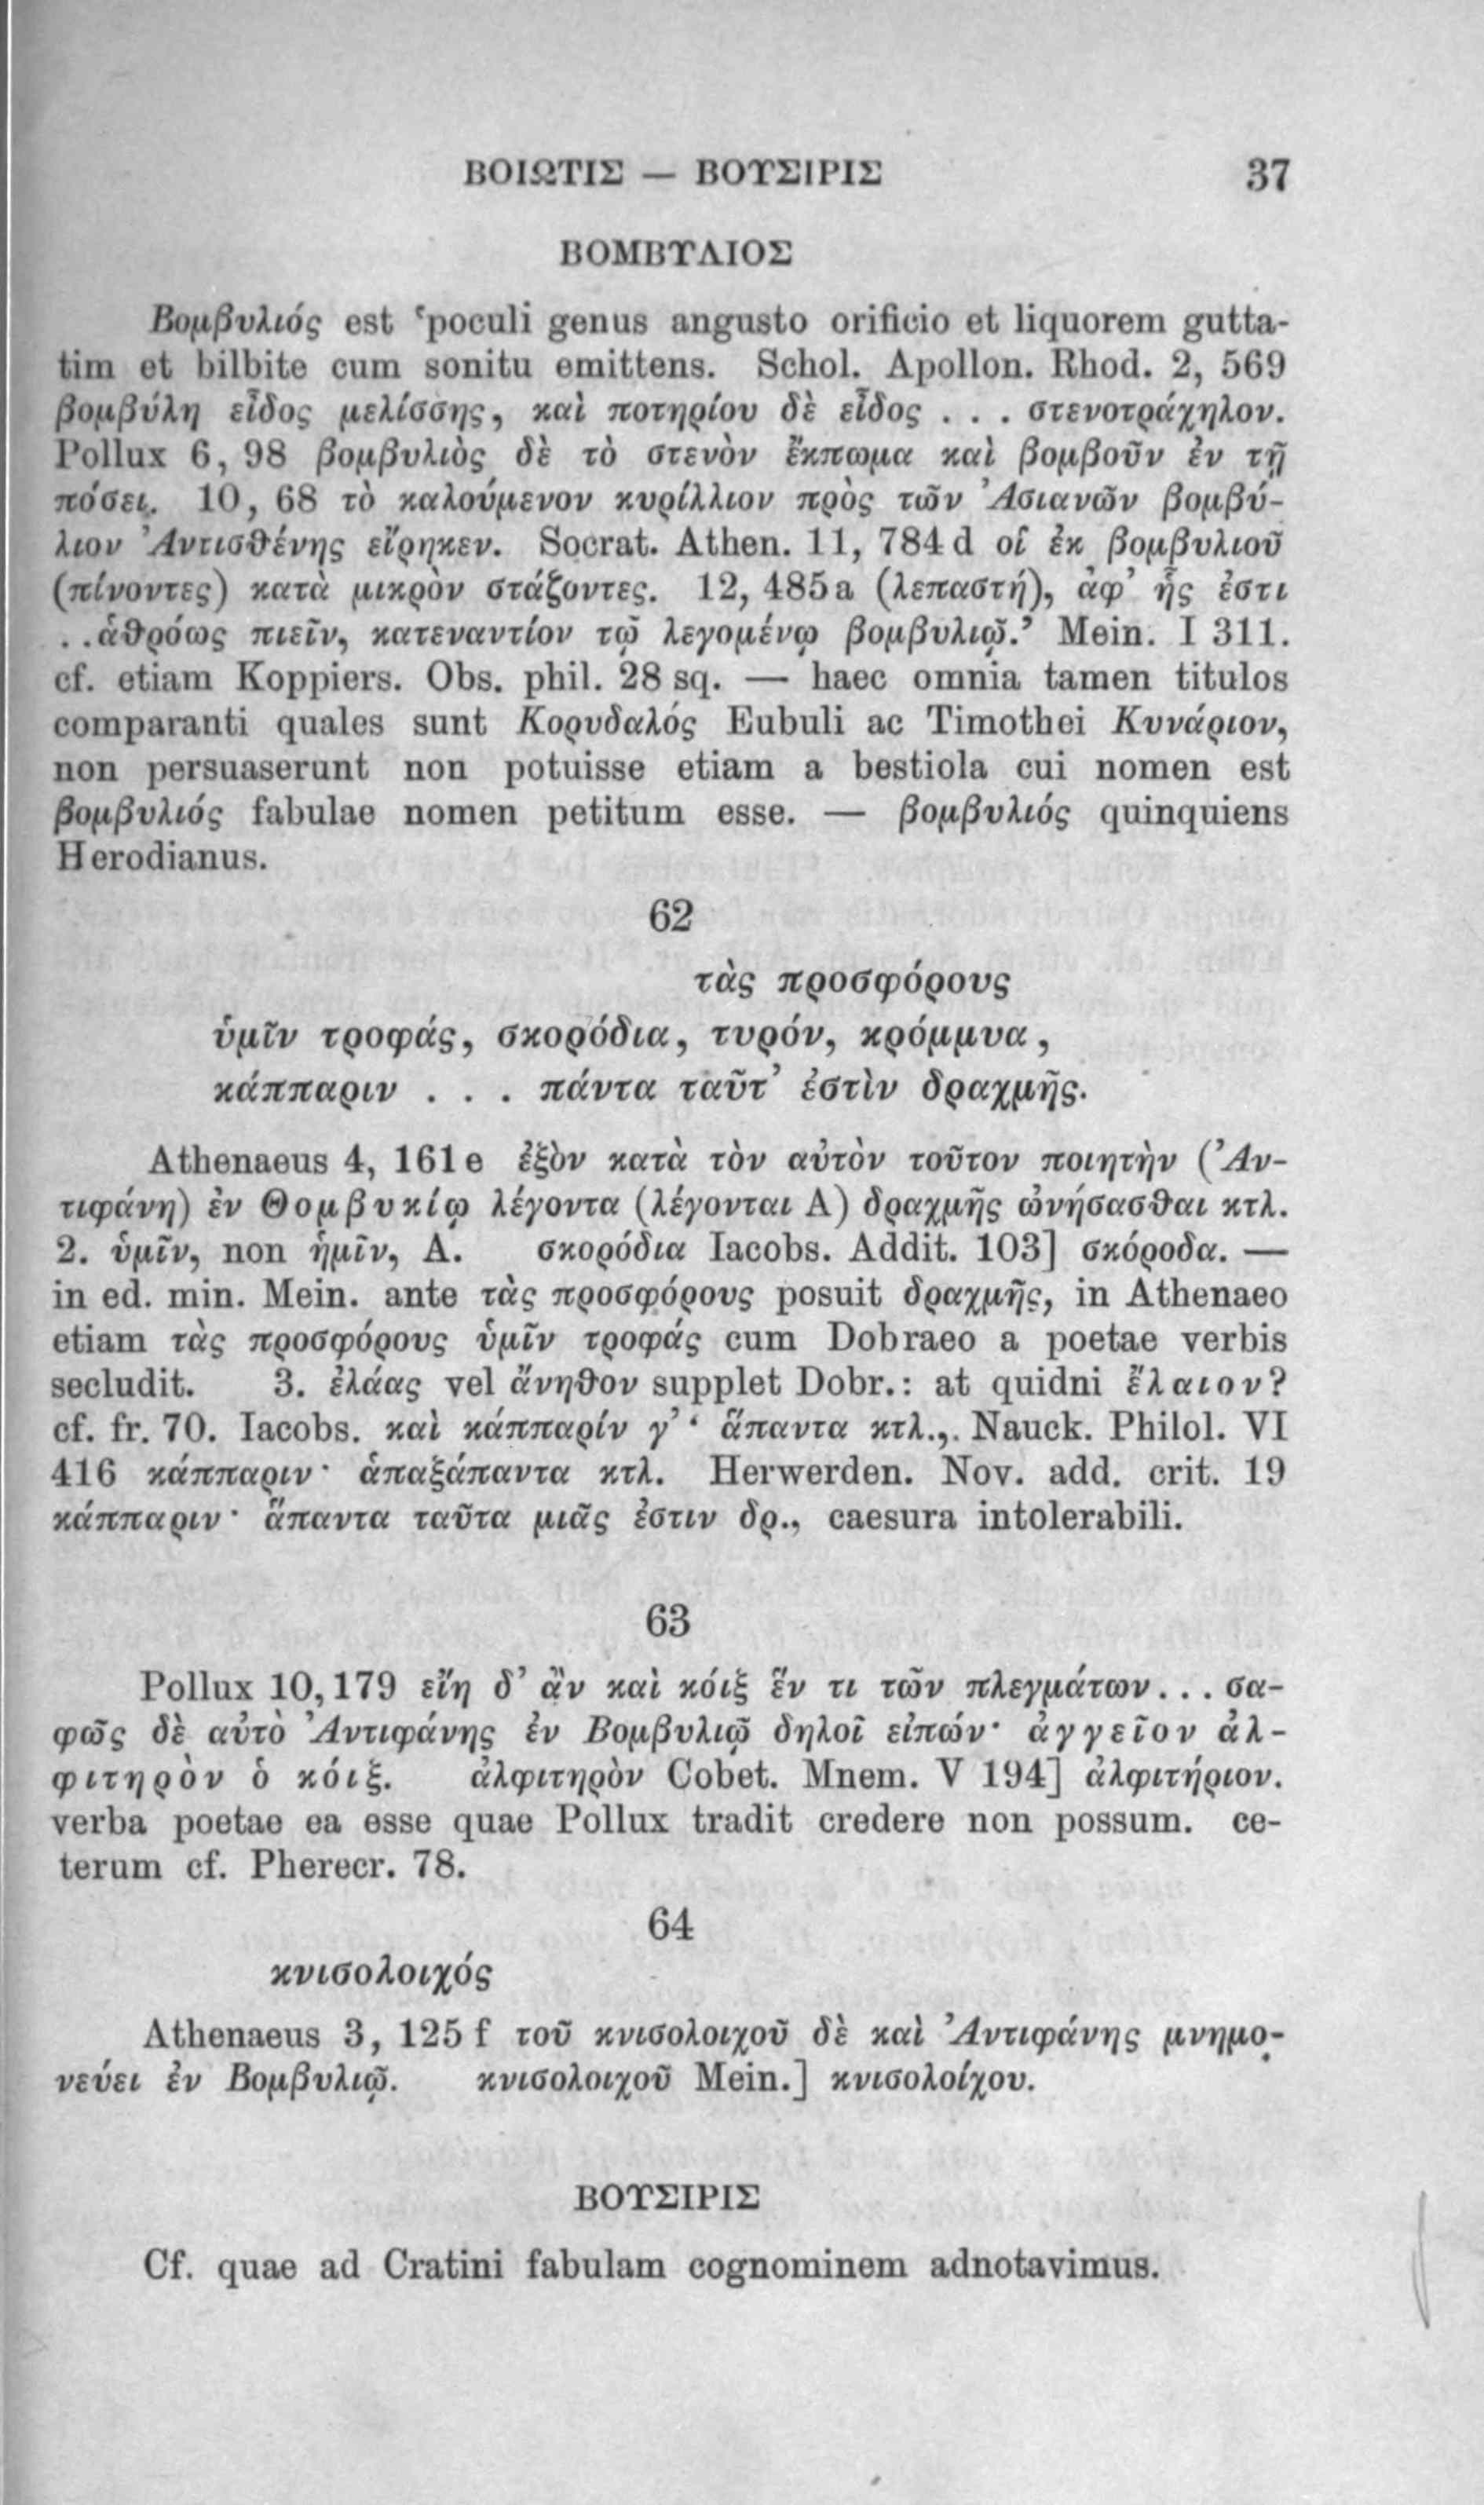 ΒΟΙΩΤΙΣ — ΒΟΥΣΙΡΙΣ 37
ΒΟΜΒΥΛΙΟΣ
Βομβυλιός est ‘poculi genus angusto orificio et liquorem gutta-
tim et bilbite cum sonitu emittens. Schol. Apollon. Rhod. 2, 569
βομβύλη εἶδος μελίσσης, καὶ ποτηρίου δὲ εἶδος . . . στενοτράχηλον.
Pollux 6, 98 βομβυλιὸς δὲ τὸ στενὸν ἔκπωμα καὶ βομβοῦν ἐν τῇ
πόσει. 10, 68 τὸ καλούμενον κυρίλλιον πρὸς τῶν Ἀσιανῶν βομβύ-
λιον Ἀντισθένης εἴρηκεν. Socrat. Athen. 11, 784 d οἱ ἐκ βομβυλιοῦ
(πίνοντες) κατὰ μικρὸν στάζοντες. 12, 485 a (λεπαστή), ἀφ’ ἧς ἐστι
. . ἀθρόως πιεῖν, κατεναντίον τῷ λεγομένῳ βομβυλιῷ.’ Mein. I 311.
cf. etiam Koppiers. Obs. phil. 28 sq. — haec omnia tamen titulos
comparanti quales sunt Κορυδαλός Eubuli ac Timothei Κυνάριον,
non persuaserunt non potuisse etiam a bestiola cui nomen est
βομβυλιός fabulae nomen petitum esse. — βομβυλιός quinquiens
Herodianus.
62
τὰς προσφόρους
ὑμῖν τροφάς, σκορόδια, τυρόν, κρόμμυα,
κάππαριν . . . πάντα ταῦτ’ ἐστὶν δραχμῆς.
Athenaeus 4, 161 e ἐξὸν κατὰ τὸν αὐτὸν τοῦτον ποιητὴν (Ἀν-
τιφάνη) ἐν Θομβυκίῳ λέγοντα (λέγονται A) δραχμῆς ὠνήσασθαι κτλ.
2. ὑμῖν, non ἡμῖν, A. σκορόδια Iacobs. Addit. 103] σκόροδα. —
in ed. min. Mein. ante τὰς προσφόρους posuit δραχμῆς, in Athenaeo
etiam τὰς προσφόρους ὑμῖν τροφάς cum Dobraeo a poetae verbis
secludit. 3. ἐλάας vel ἄνηθον supplet Dobr.: at quidni ἔλαιον?
cf. fr. 70. Iacobs. καὶ κάππαρίν γ’· ἅπαντα κτλ.,. Nauck. Philol. VI
416 κάππαριν· ἁπαξάπαντα κτλ. Herwerden. Nov. add. crit. 19
κάππαριν· ἅπαντα ταῦτα μιᾶς ἐστιν δρ., caesura intolerabili.
63
Pollux 10, 179 εἴη δ’ ἂν καὶ κόιξ ἕν τι τῶν πλεγμάτων . . . σα-
φῶς δὲ αὐτὸ Ἀντιφάνης ἐν Βομβυλιῷ δηλοῖ εἰπών· ἀγγεῖον ἀλ-
φιτηρὸν ὁ κόιξ. ἀλφιτηρὸν Cobet. Mnem. V 194] ἀλφιτήριον.
verba poetae ea esse quae Pollux tradit credere non possum. ce-
terum cf. Pherecr. 78.
64
κνισολοιχός
Athenaeus 3, 125 f τοῦ κνισολοιχοῦ δὲ καὶ Ἀντιφάνης μνημο-
νεύει ἐν Βομβυλιῷ. κνισολοιχοῦ Mein.] κνισολοίχου.
ΒΟΥΣΙΡΙΣ
Cf. quae ad Cratini fabulam cognominem adnotavimus.